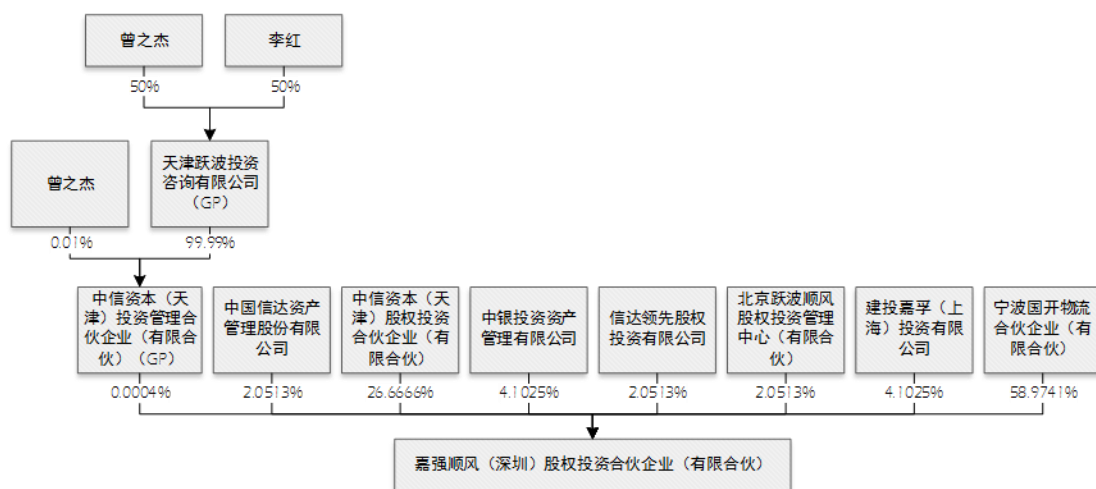 曾之杰
李红
50%
50%
曾之杰
天津跃波投资
咨询有限公司
（GP）
0.01%
99.99%
中信资本（天
津）投资管理合
伙企业（有限合
伙）（GP）
中国信达资产
管理股份有限
公司
中信资本（天
津）股权投资
合伙企业（有
限合伙）
中银投资资产
管理有限公司
信达领先股权
投资有限公司
北京跃波顺风
股权投资管理
中心（有限合
伙）
建投嘉孚（上
海）投资有限公
司
宁波国开物流
合伙企业（有
限合伙）
0.0004%
2.0513%
26.6666%
4.1025%
2.0513%
2.0513%
4.1025%
58.9741%
嘉强顺风（深圳）股权投资合伙企业（有限合伙）